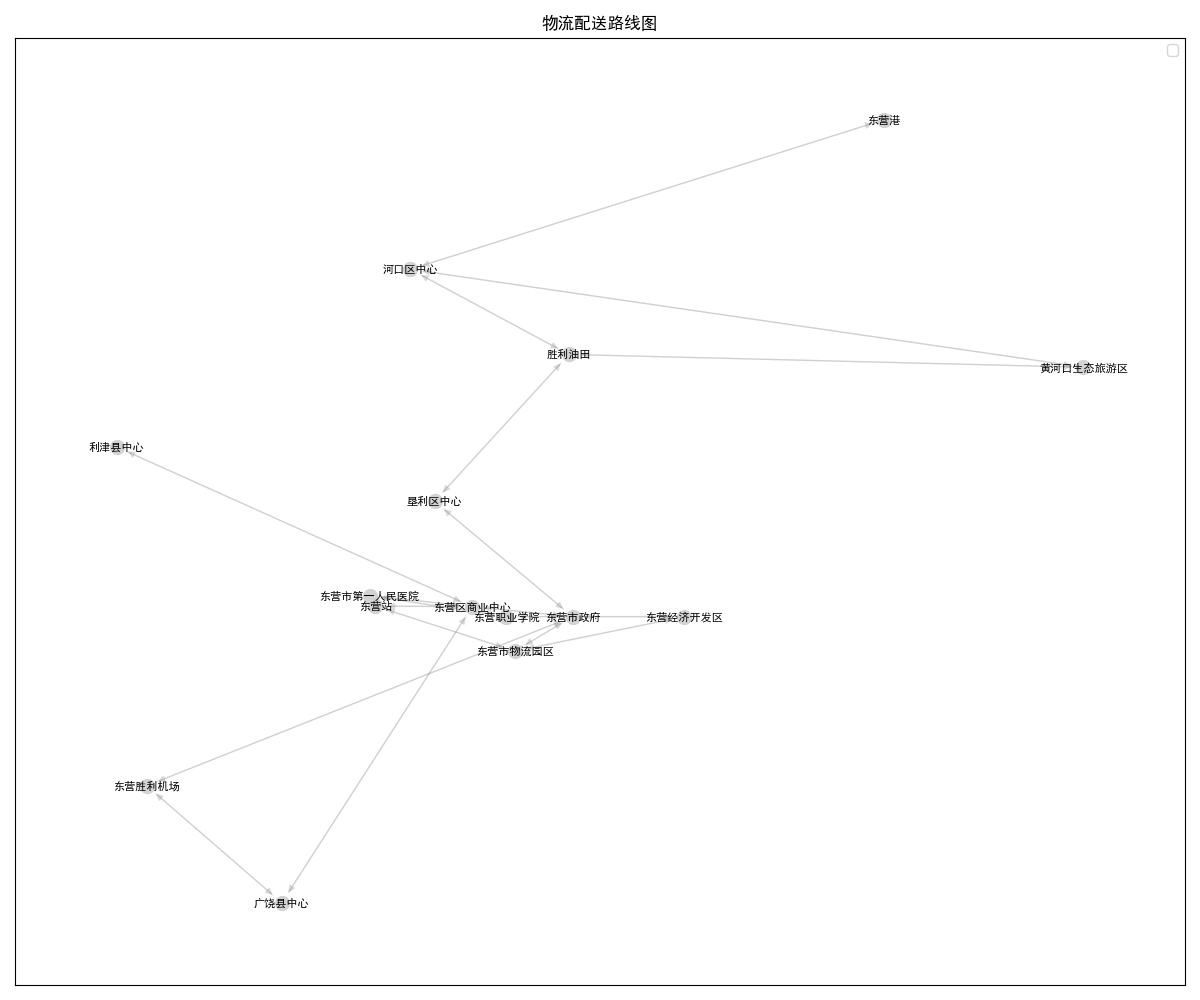 物流配送路线图
东营港
河口区中心
胜利油田
黄河口生态旅游区
利津县中心
垦利区中心
东营市第一人民医院
东营站
东营区商业中心
东营职业学院
东营市政府
东营经济开发区
东营市物流园区
东营胜利机场
广饶县中心